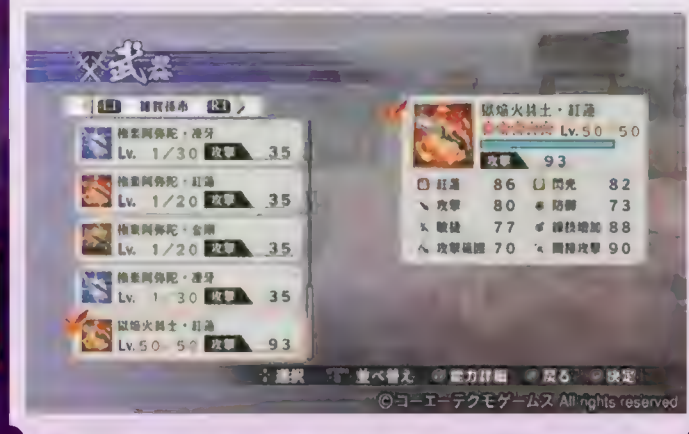 武器
L1 雑賀孫市 R1
極楽阿弥陀・凍牙
Lv. 1/30 攻撃 35
極楽阿弥陀・紅蓮
Lv. 1/20 攻撃 35
極楽阿弥陀・金剛
Lv. 1/20 攻撃 35
極楽阿弥陀・凍牙
Lv. 1/30 攻撃 35
獄焔火具土・紅蓮
Lv.50 50 攻撃 93
獄焔火具土・紅蓮
Lv.50 50
攻撃 93
紅蓮 86 閃光 82
攻撃 80 防御 73
敏捷 77 錬技増加 88
攻撃範囲 70 間接攻撃 90
選択 並べ替え 能力詳細 戻る 決定
©コーエーテクモゲームス All rights reserved